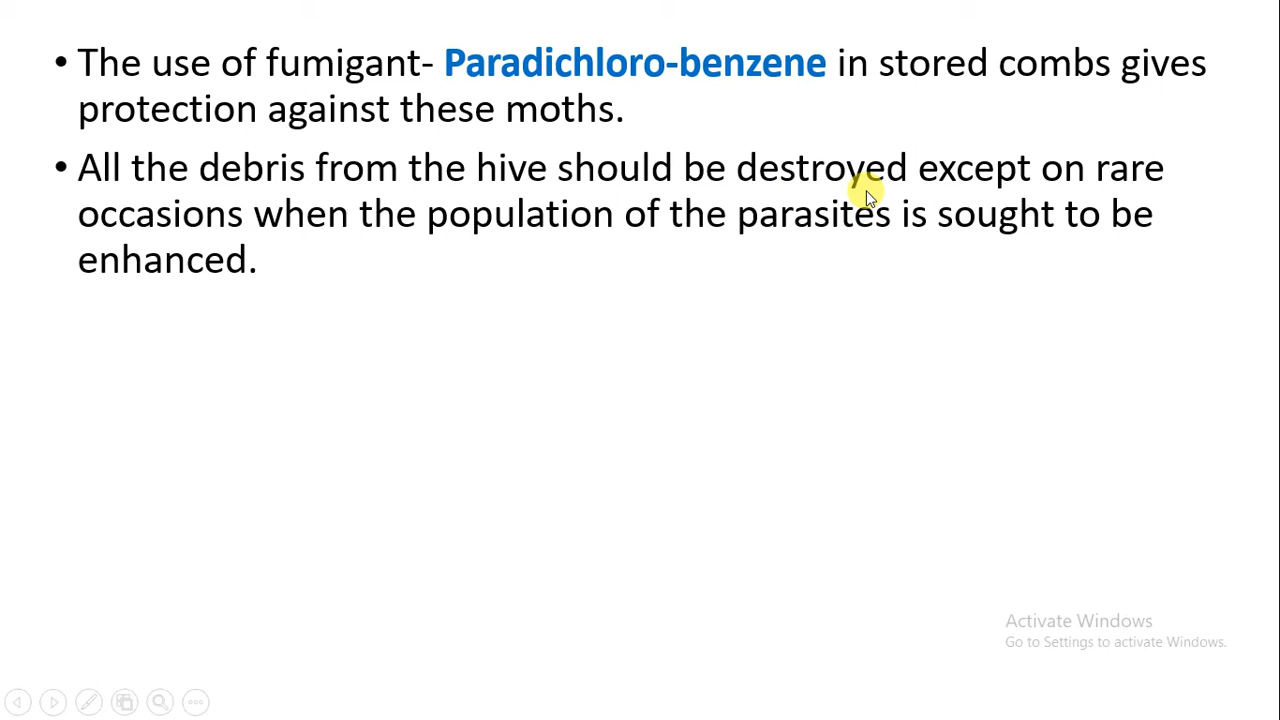 • The use of fumigant- Paradichloro-benzene in stored combs gives
protection against these moths.
• All the debris from the hive should be destroyed except on rare
occasions when the population of the parasites is sought to be
enhanced.
Activate Windows
Go to Settings to activate Windows.